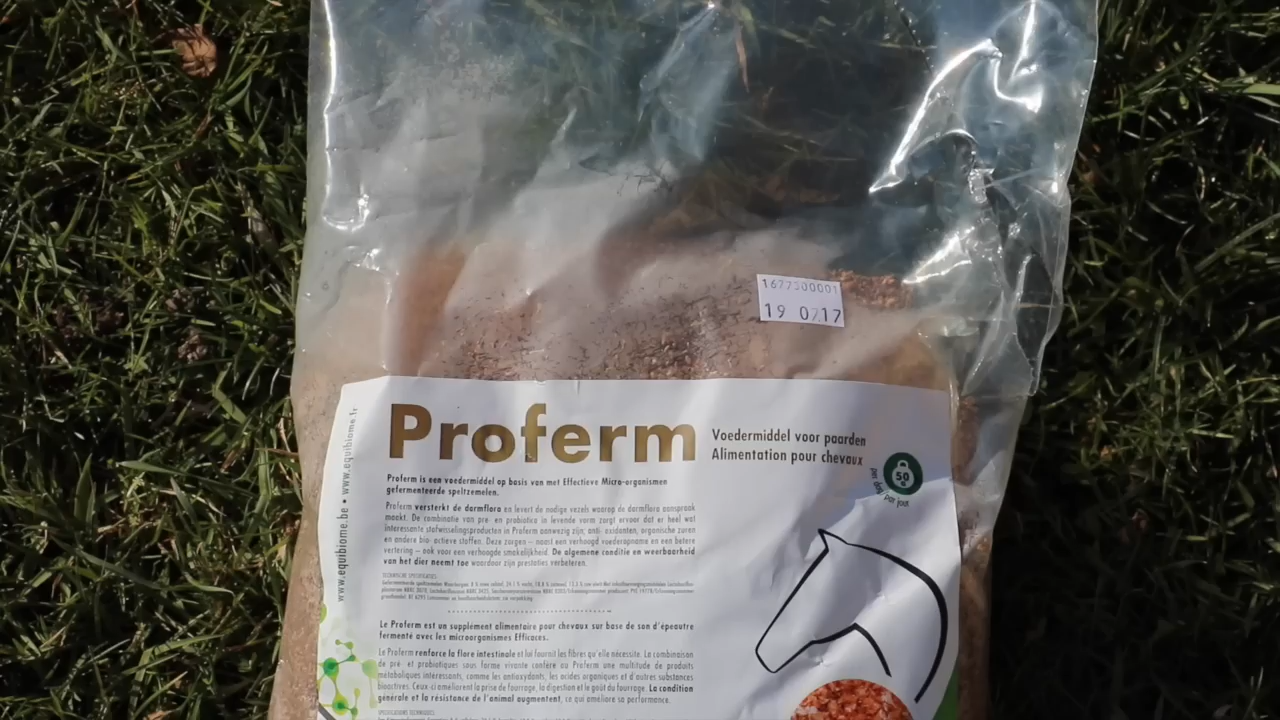 1677300001
19 0717
Proferm
Voedermiddel voor paarden
Alimentation pour chevaux
50
per dag/par jour
www.equibiome.be • www.equibiome.fr
Proferm is een voedermiddel op basis van met Effectieve Micro-organismen
gefermenteerde speltzemelen.
Proferm versterkt de darmflora en levert de nodige vezels waarop de darmflora aanspraak
maakt. De combinatie van pre- en probiotica in levende vorm zorgt ervoor dat er heel wat
interessante stofwisselingsproducten in Proferm aanwezig zijn; anti- oxidanten, organische zuren
en andere bio- actieve stoffen. Deze zorgen – naast een verhoogd voederopname en een betere
vertering – ook voor een verhoogde smakelijkheid. De algemene conditie en weerbaarheid
van het dier neemt toe waardoor zijn prestaties verbeteren.
TECHNISCHE SPECIFICATIES:
Le Proferm est un supplément alimentaire pour chevaux sur base de son d'épeautre
fermenté avec les microorganismes Efficaces.
Le Proferm renforce la flore intestinale et lui fournit les fibres qu'elle nécessite. La combinaison
de pré- et probiotiques sous forme vivante confère au Proferm une multitude de produits
métaboliques intéressants, comme les antioxydants, les acides organiques et d'autres substances
bioactives. Ceux-ci améliorent la prise de fourrage, la digestion et le goût du fourrage. La condition
générale et la résistance de l'animal augmentent, ce qui améliore sa performance.
SPECIFICATIONS TECHNIQUES: